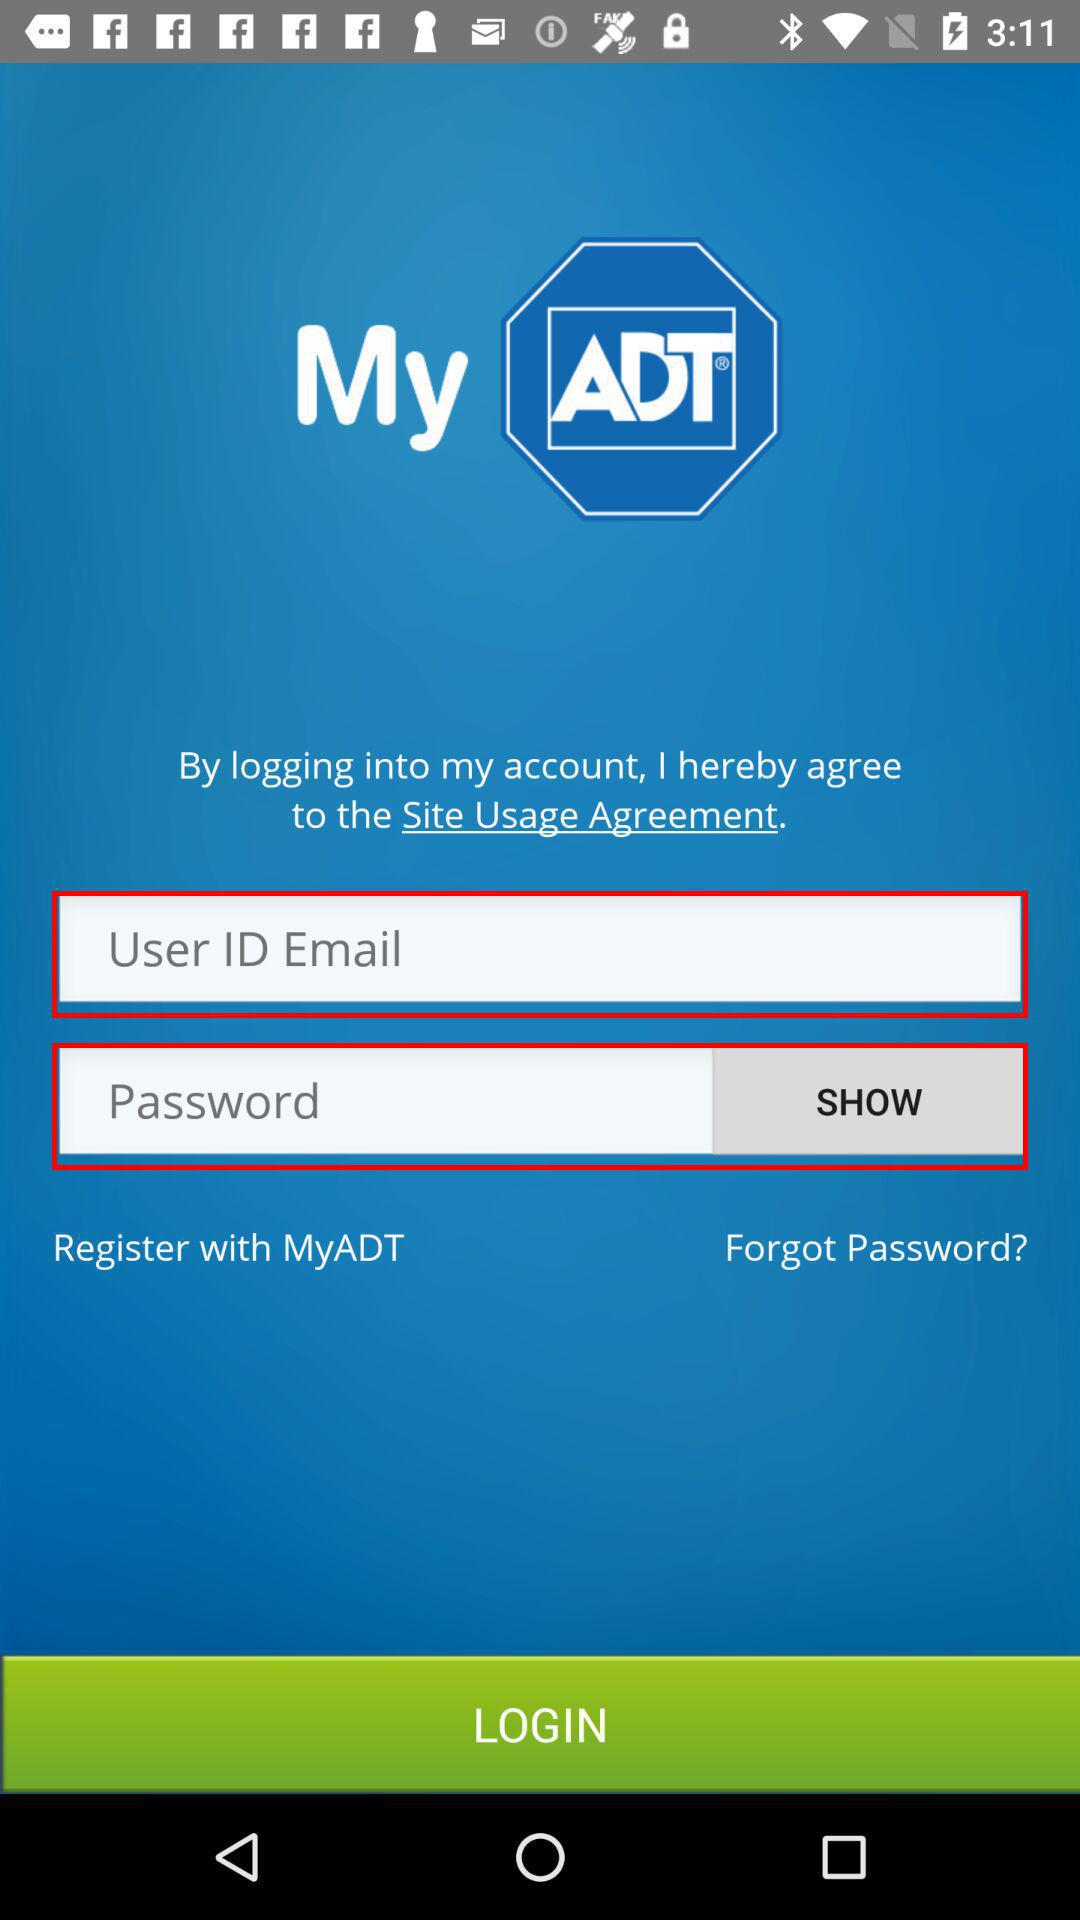 FAKE
3:11
My ADT®
By logging into my account, I hereby agree
to the Site Usage Agreement.
User ID Email
Password
SHOW
Register with MyADT
Forgot Password?
LOGIN